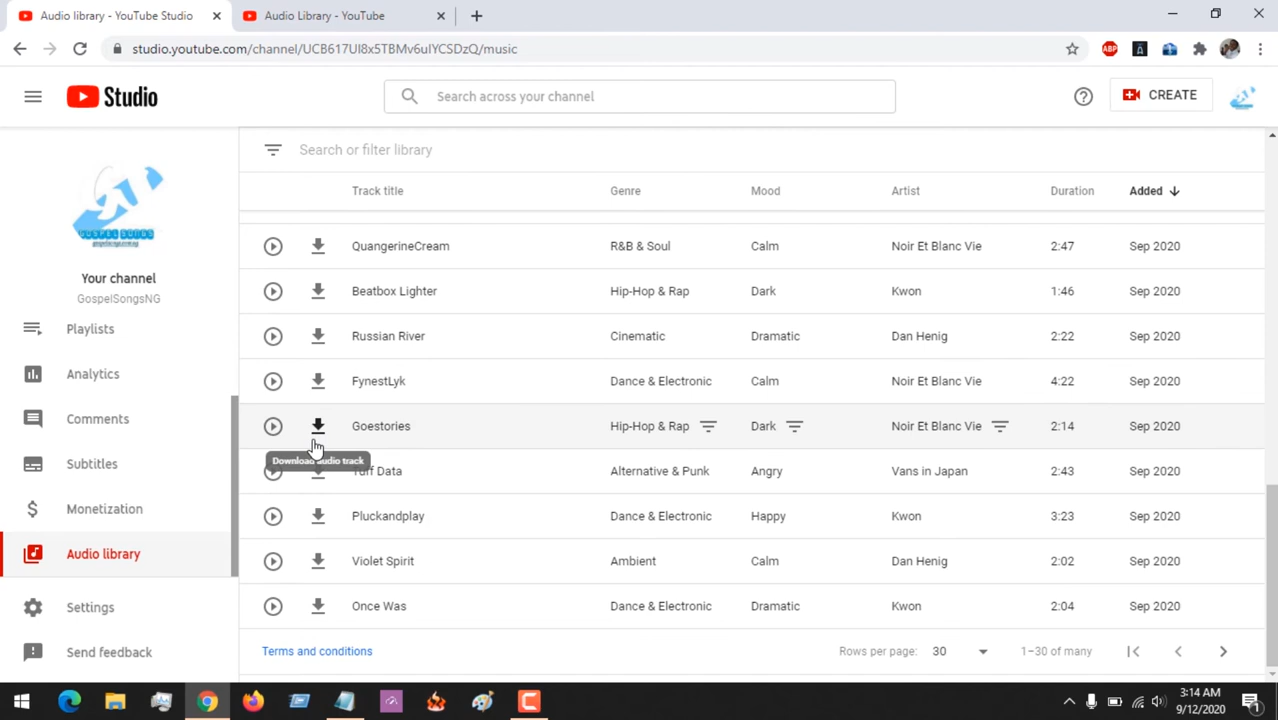 Audio library - YouTube Studio
Audio Library - YouTube
studio.youtube.com/channel/UCB617UI8x5TBMv6uIYCSDzQ/music
ABP
Studio
Search across your channel
CREATE
Search or filter library
Track title Genre Mood Artist Duration Added
GOSPEL SONGS
Your channel
GospelSongsNG
Playlists
Analytics
Comments
Subtitles
Monetization
Audio library
Settings
Send feedback
QuangerineCream R&B & Soul Calm Noir Et Blanc Vie 2:47 Sep 2020
Beatbox Lighter Hip-Hop & Rap Dark Kwon 1:46 Sep 2020
Russian River Cinematic Dramatic Dan Henig 2:22 Sep 2020
FynestLyk Dance & Electronic Calm Noir Et Blanc Vie 4:22 Sep 2020
Goestories Hip-Hop & Rap Dark Noir Et Blanc Vie 2:14 Sep 2020
Download audio track
Tuff Data Alternative & Punk Angry Vans in Japan 2:43 Sep 2020
Pluckandplay Dance & Electronic Happy Kwon 3:23 Sep 2020
Violet Spirit Ambient Calm Dan Henig 2:02 Sep 2020
Once Was Dance & Electronic Dramatic Kwon 2:04 Sep 2020
Terms and conditions Rows per page: 30 1–30 of many
3:14 AM
9/12/2020